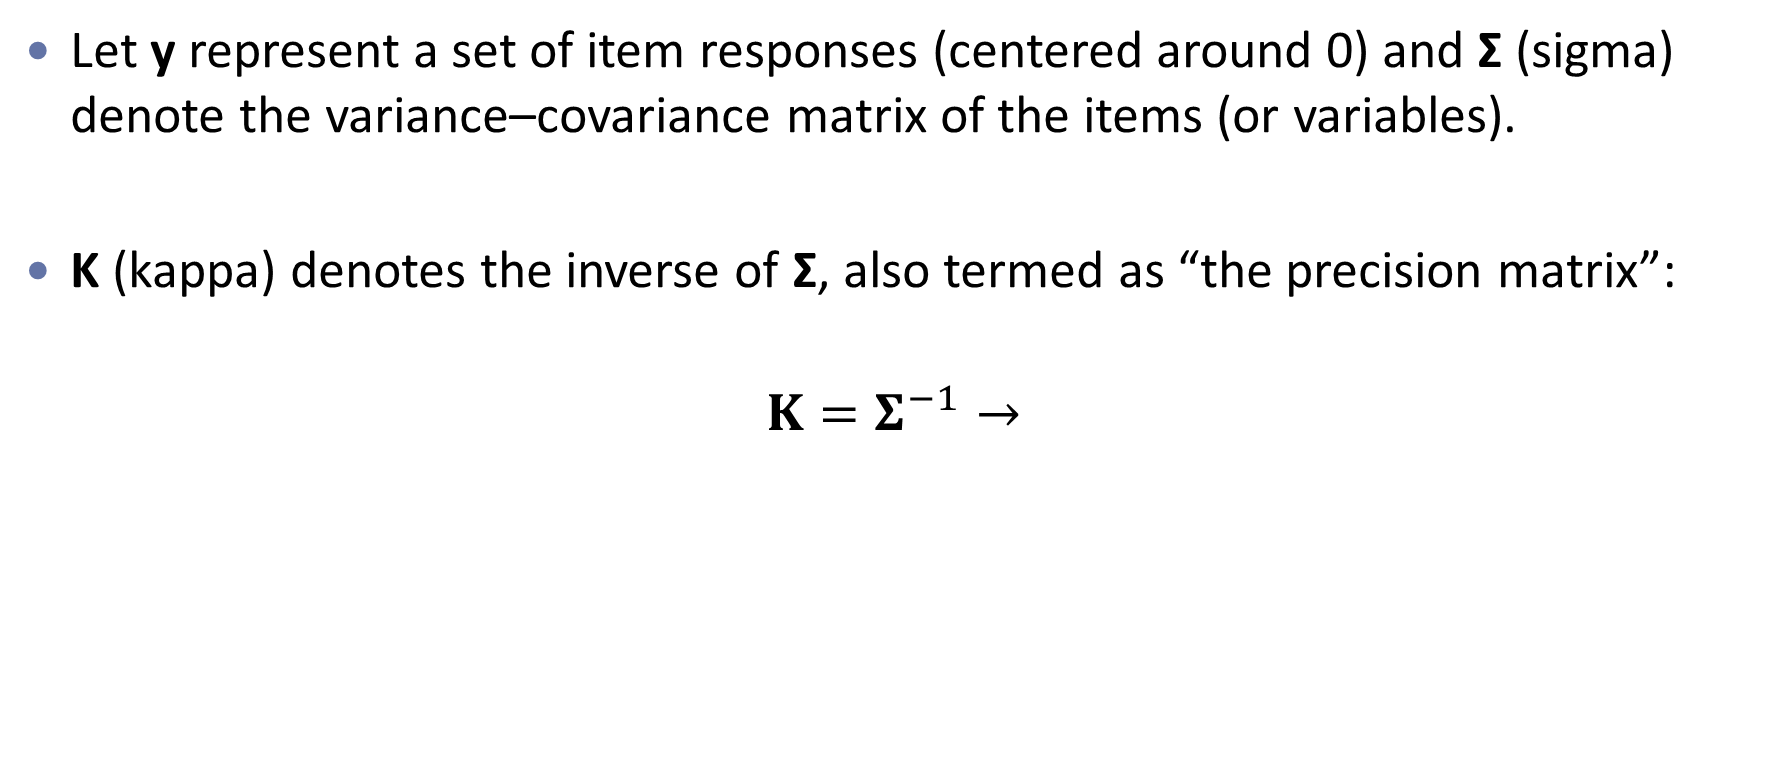 • Let y represent a set of item responses (centered around 0) and Σ (sigma)
denote the variance–covariance matrix of the items (or variables).
• K (kappa) denotes the inverse of Σ, also termed as “the precision matrix”:
K = Σ⁻¹ →